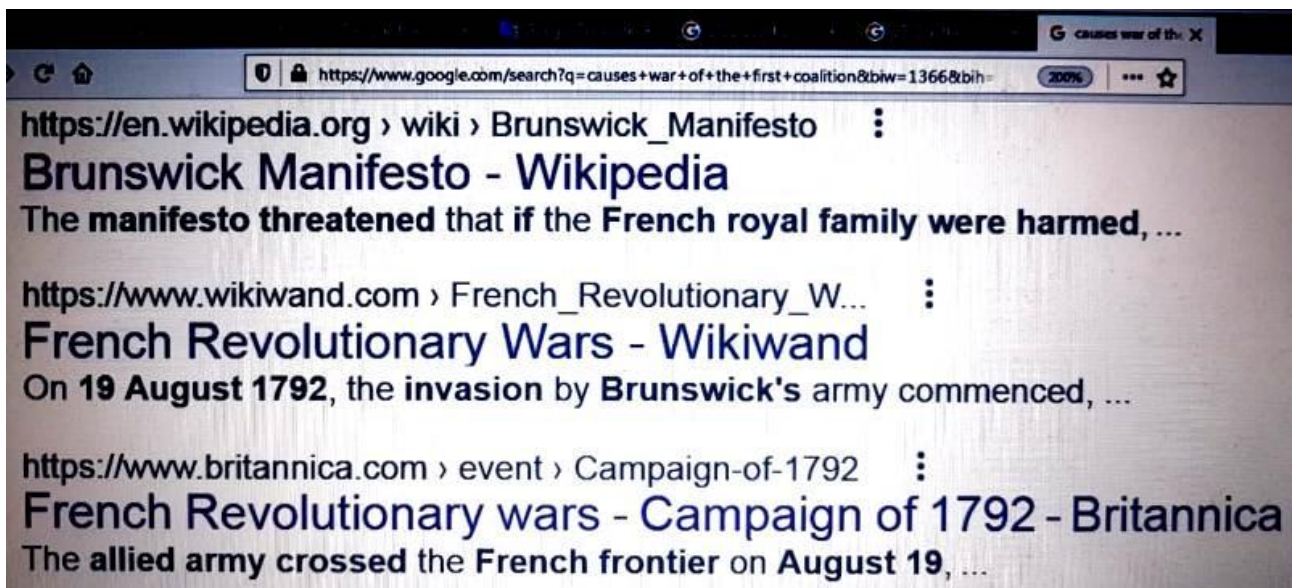 G causes war of the X
https://www.google.com/search?q=causes+war+of+the+first+coalition&biw=1366&bih= 200%
https://en.wikipedia.org › wiki › Brunswick_Manifesto
Brunswick Manifesto - Wikipedia
The manifesto threatened that if the French royal family were harmed, ...
https://www.wikiwand.com › French_Revolutionary_W...
French Revolutionary Wars - Wikiwand
On 19 August 1792, the invasion by Brunswick's army commenced, ...
https://www.britannica.com › event › Campaign-of-1792
French Revolutionary wars - Campaign of 1792 - Britannica
The allied army crossed the French frontier on August 19, ...